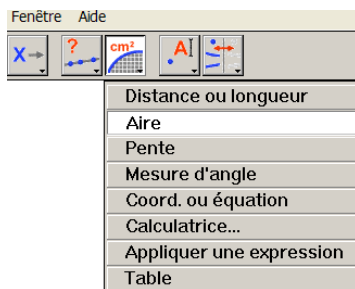 Fenêtre Aide
X ? cm² A
Distance ou longueur
Aire
Pente
Mesure d'angle
Coord. ou équation
Calculatrice...
Appliquer une expression
Table